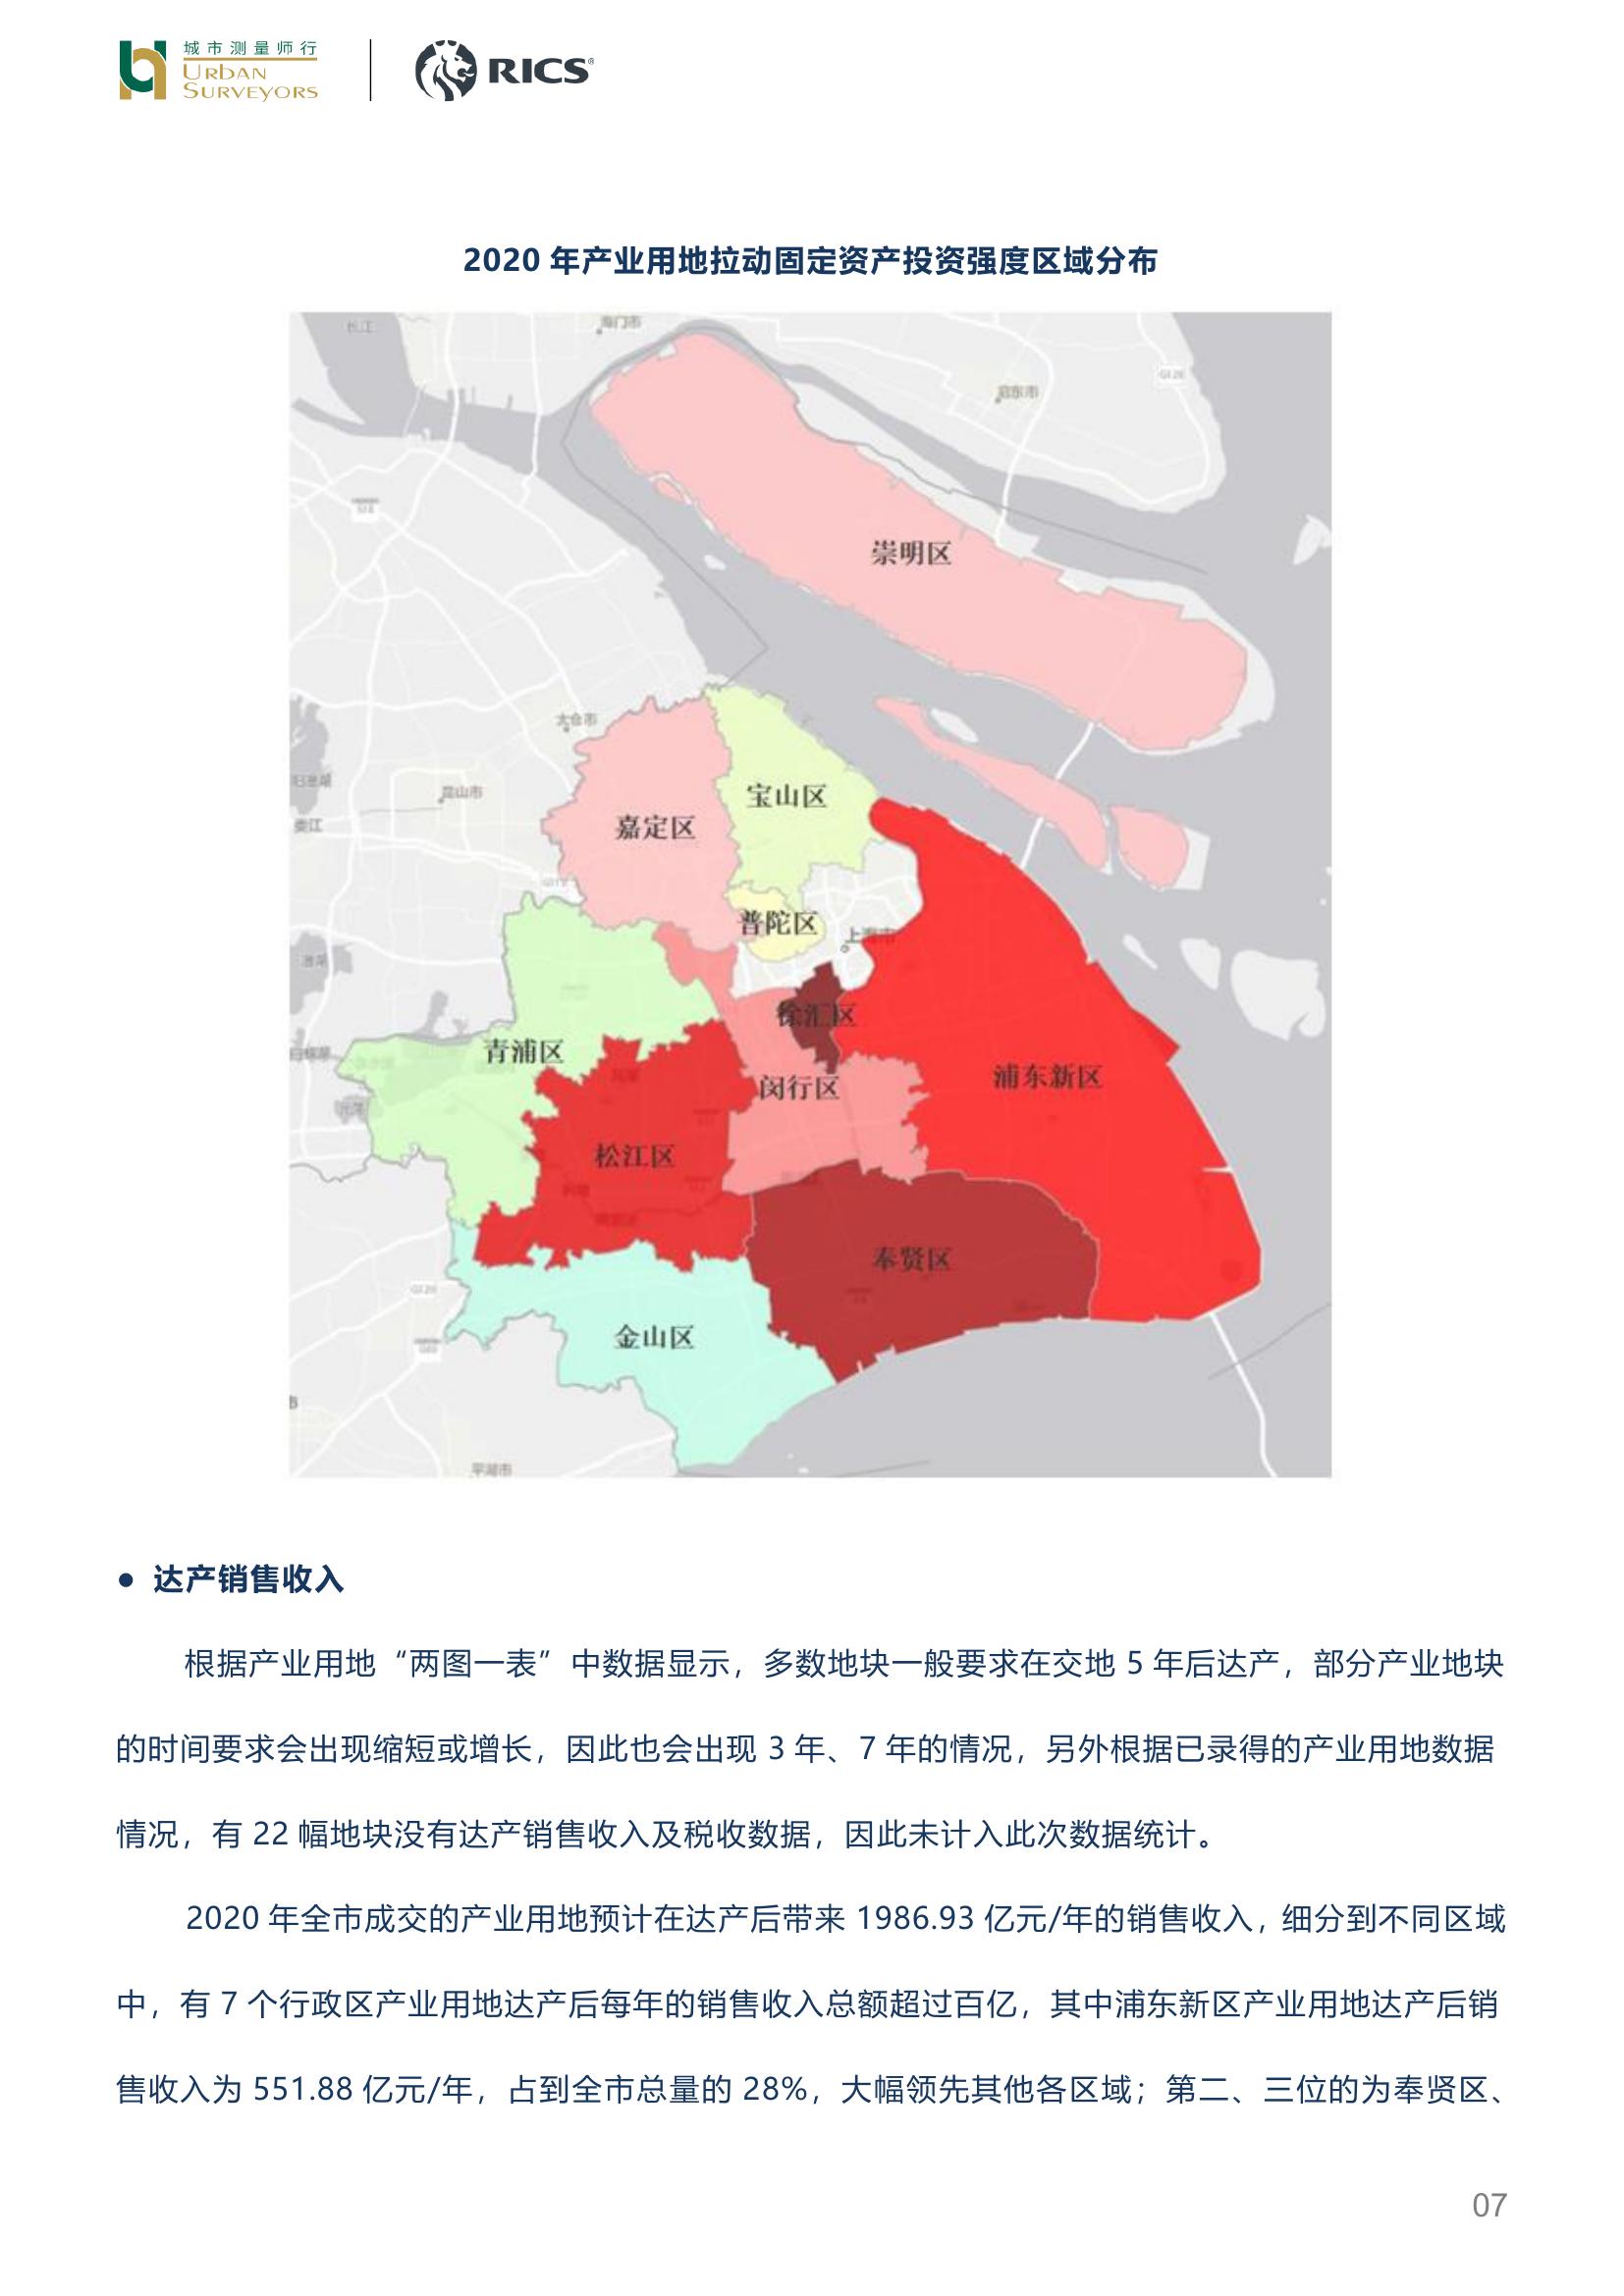 城市测量师行
URBAN
SURVEYORS
RICS
2020 年产业用地拉动固定资产投资强度区域分布
长江
海门市
启东市
崇明区
太仓市
昆山市
娄江
宝山区
嘉定区
普陀区
上海市
徐汇区
青浦区
闵行区
浦东新区
松江区
奉贤区
金山区
平湖市
● 达产销售收入
根据产业用地“两图一表”中数据显示，多数地块一般要求在交地 5 年后达产，部分产业地块
的时间要求会出现缩短或增长，因此也会出现 3 年、7 年的情况，另外根据已录得的产业用地数据
情况，有 22 幅地块没有达产销售收入及税收数据，因此未计入此次数据统计。
2020 年全市成交的产业用地预计在达产后带来 1986.93 亿元/年的销售收入，细分到不同区域
中，有 7 个行政区产业用地达产后每年的销售收入总额超过百亿，其中浦东新区产业用地达产后销
售收入为 551.88 亿元/年，占到全市总量的 28%，大幅领先其他各区域；第二、三位的为奉贤区、
07